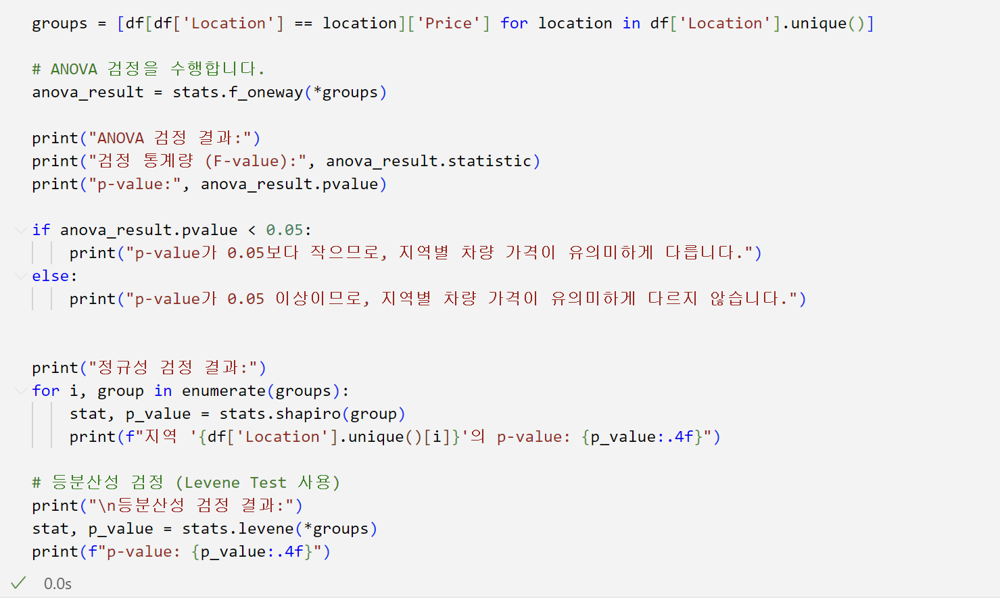 groups = [df[df['Location'] == location]['Price'] for location in df['Location'].unique()]
# ANOVA 검정을 수행합니다.
anova_result = stats.f_oneway(*groups)
print("ANOVA 검정 결과:")
print("검정 통계량 (F-value):", anova_result.statistic)
print("p-value:", anova_result.pvalue)
if anova_result.pvalue < 0.05:
print("p-value가 0.05보다 작으므로, 지역별 차량 가격이 유의미하게 다릅니다.")
else:
print("p-value가 0.05 이상이므로, 지역별 차량 가격이 유의미하게 다르지 않습니다.")
print("정규성 검정 결과:")
for i, group in enumerate(groups):
stat, p_value = stats.shapiro(group)
print(f"지역 '{df['Location'].unique()[i]}'의 p-value: {p_value:.4f}")
# 등분산성 검정 (Levene Test 사용)
print("\n등분산성 검정 결과:")
stat, p_value = stats.levene(*groups)
print(f"p-value: {p_value:.4f}")
0.0s